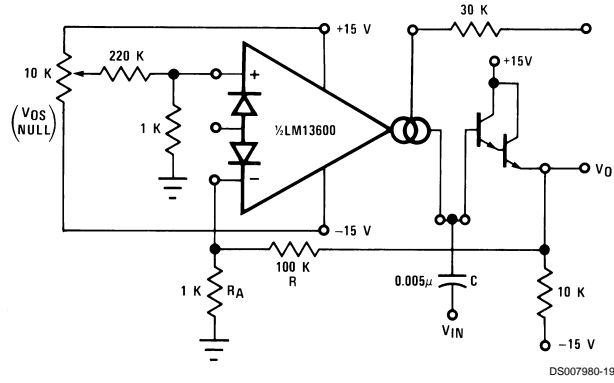 30 K
+15 V
+15V
10 K
220 K
(VOS
NULL)
1 K
+
½LM13600
−
VO
−15 V
100 K
R
1 K
RA
0.005µ
C
10 K
VIN
−15 V
DS007980-19